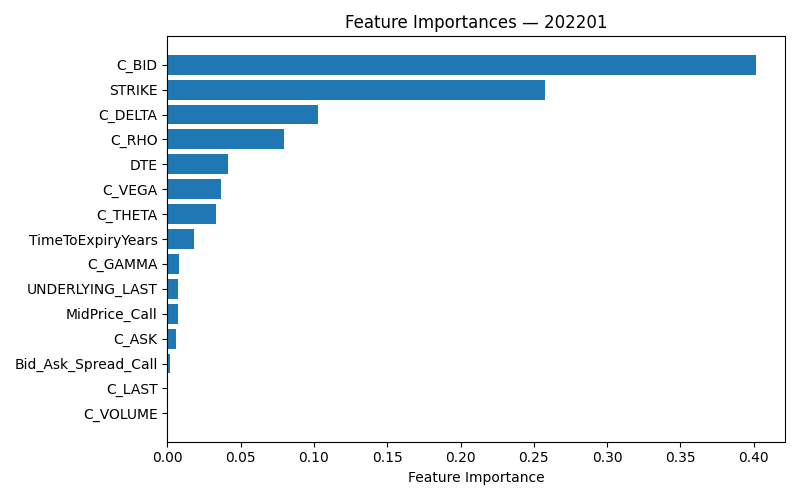 Feature Importances — 202201
C_BID
STRIKE
C_DELTA
C_RHO
DTE
C_VEGA
C_THETA
TimeToExpiryYears
C_GAMMA
UNDERLYING_LAST
MidPrice_Call
C_ASK
Bid_Ask_Spread_Call
C_LAST
C_VOLUME
0.00 0.05 0.10 0.15 0.20 0.25 0.30 0.35 0.40
Feature Importance